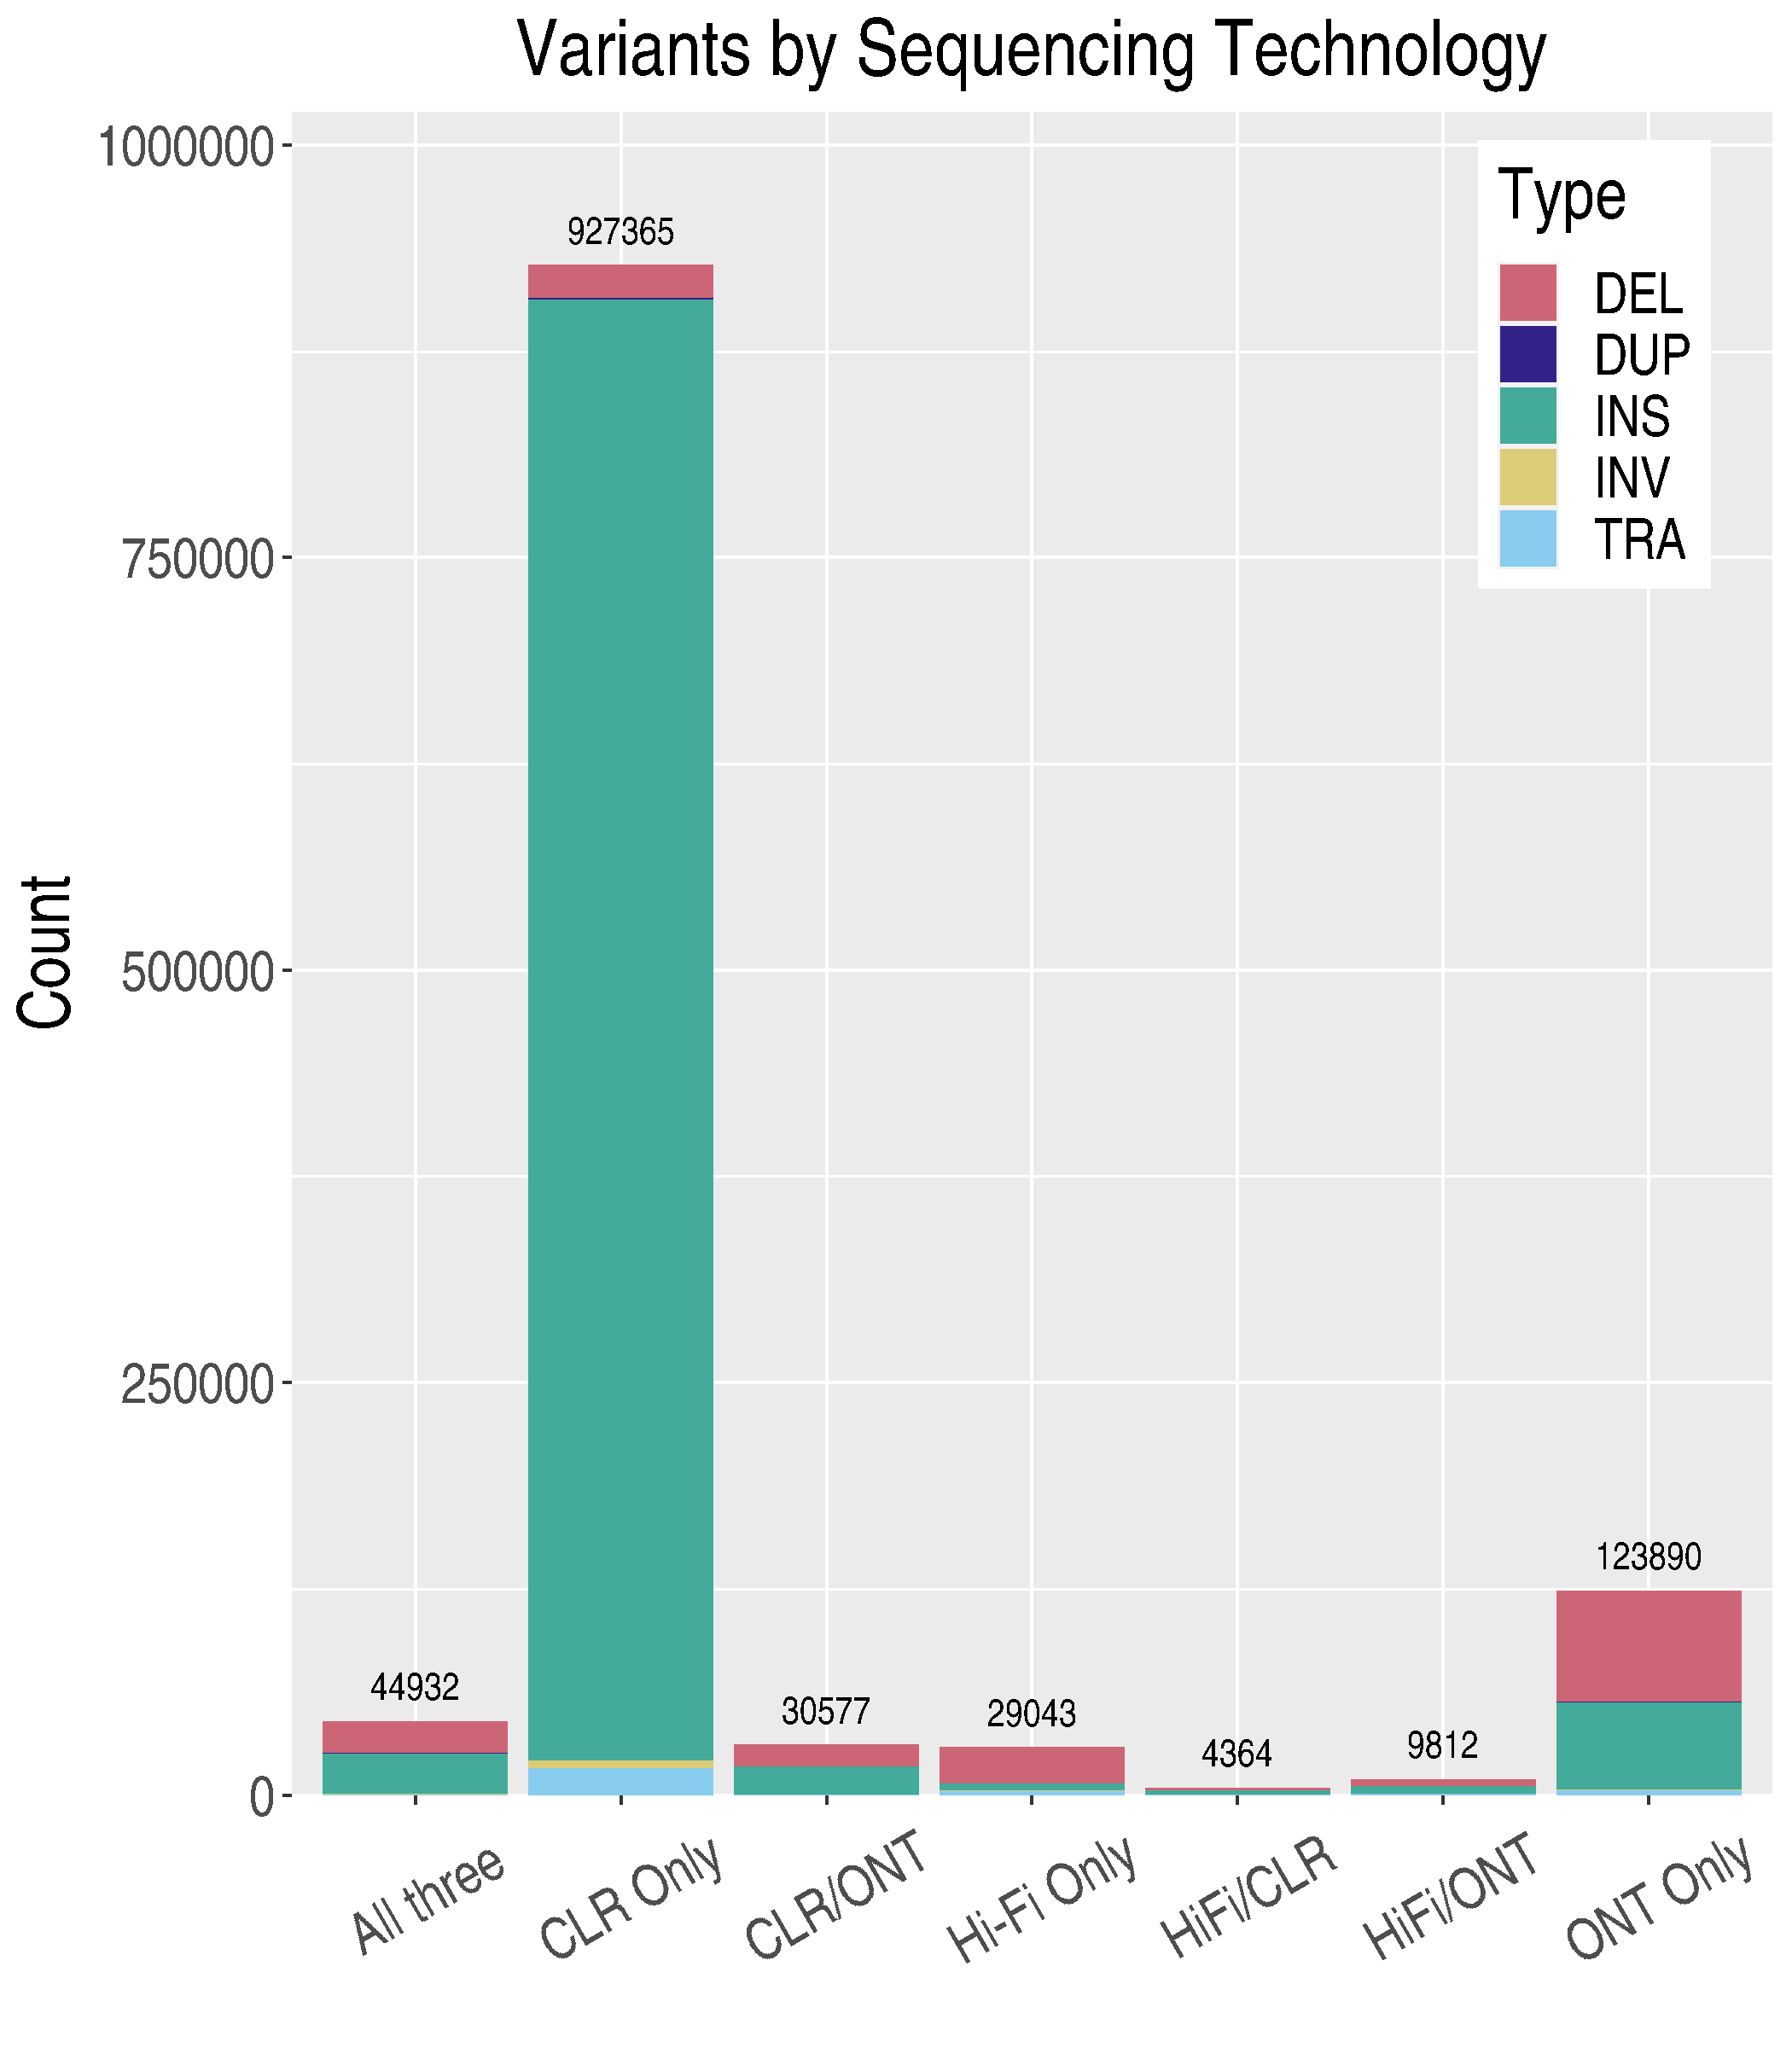 Variants by Sequencing Technology
1000000
750000
500000
250000
0
Count
927365
44932
30577
29043
4364
9812
123890
Type
DEL
DUP
INS
INV
TRA
All three
CLR Only
CLR/ONT
Hi-Fi Only
HiFi/CLR
HiFi/ONT
ONT Only